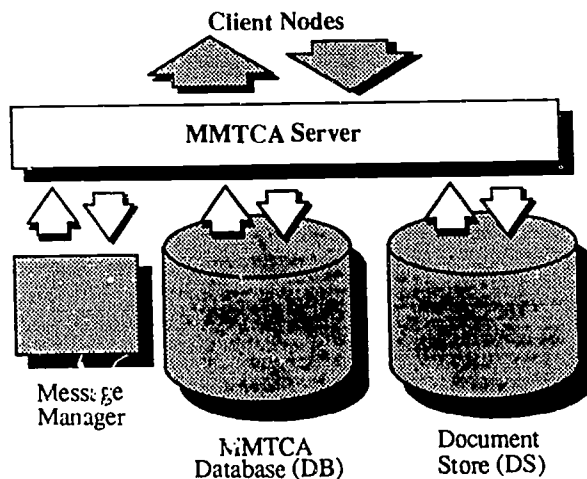 Client Nodes
MMTCA Server
Message
Manager
MMTCA
Database (DB)
Document
Store (DS)